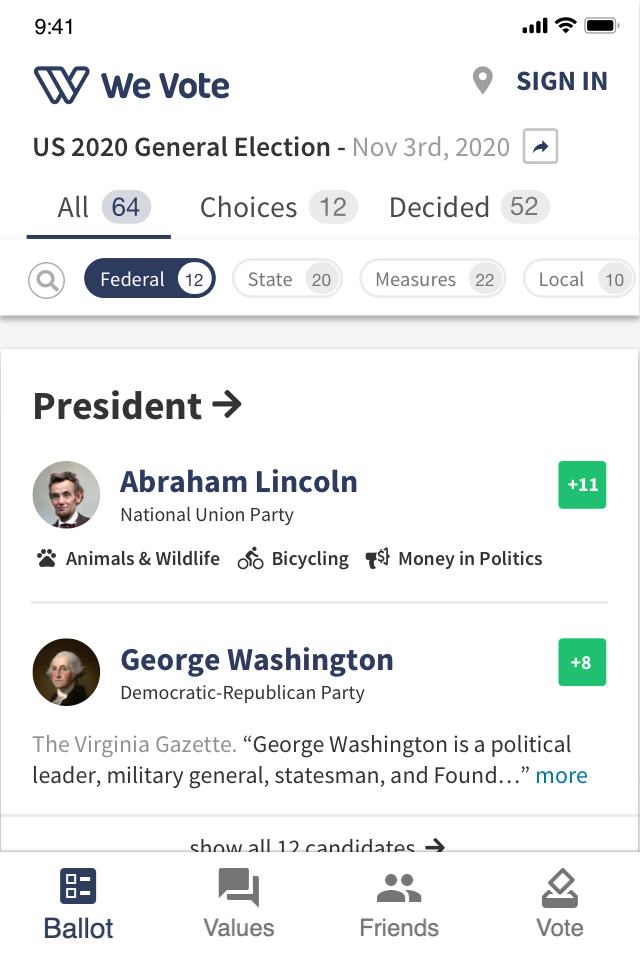 9:41
We Vote SIGN IN
US 2020 General Election - Nov 3rd, 2020
All 64 Choices 12 Decided 52
Federal 12 State 20 Measures 22 Local 10
President
Abraham Lincoln +11
National Union Party
Animals & Wildlife Bicycling Money in Politics
George Washington +8
Democratic-Republican Party
The Virginia Gazette. “George Washington is a political
leader, military general, statesman, and Found…” more
show all 12 candidates
Ballot Values Friends Vote